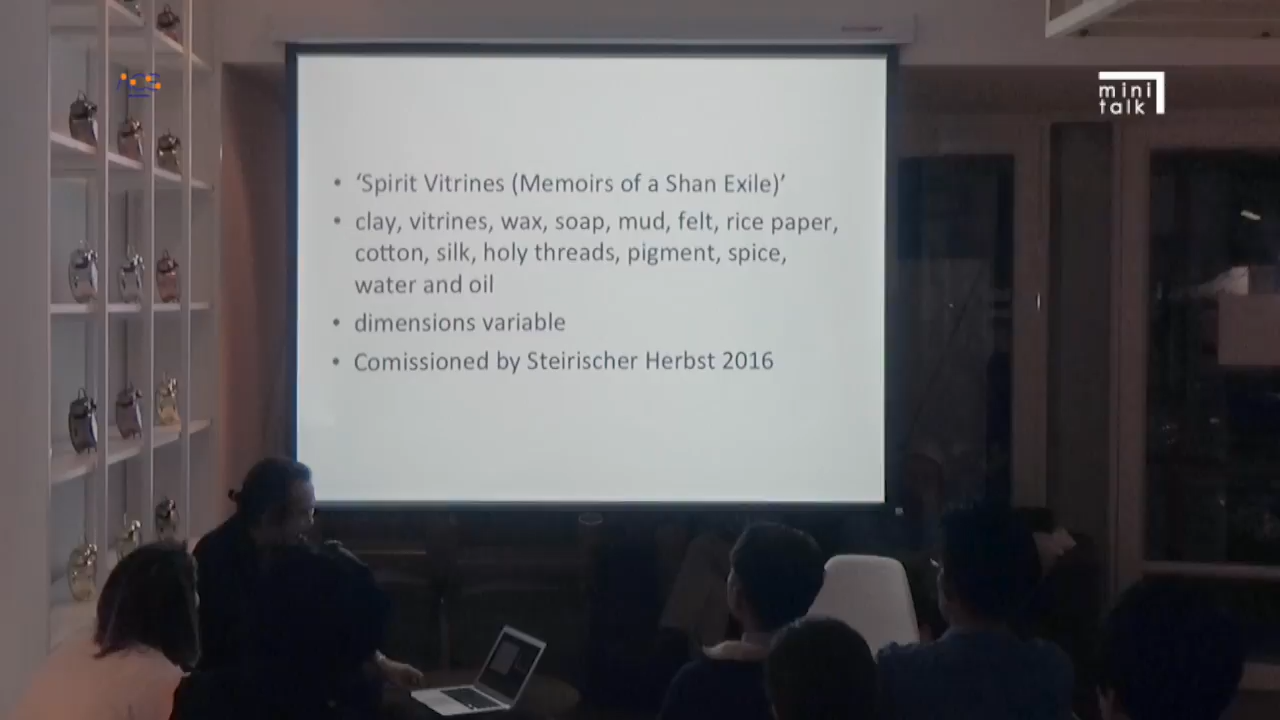 mini
talk
• ‘Spirit Vitrines (Memoirs of a Shan Exile)’
• clay, vitrines, wax, soap, mud, felt, rice paper,
cotton, silk, holy threads, pigment, spice,
water and oil
• dimensions variable
• Comissioned by Steirischer Herbst 2016